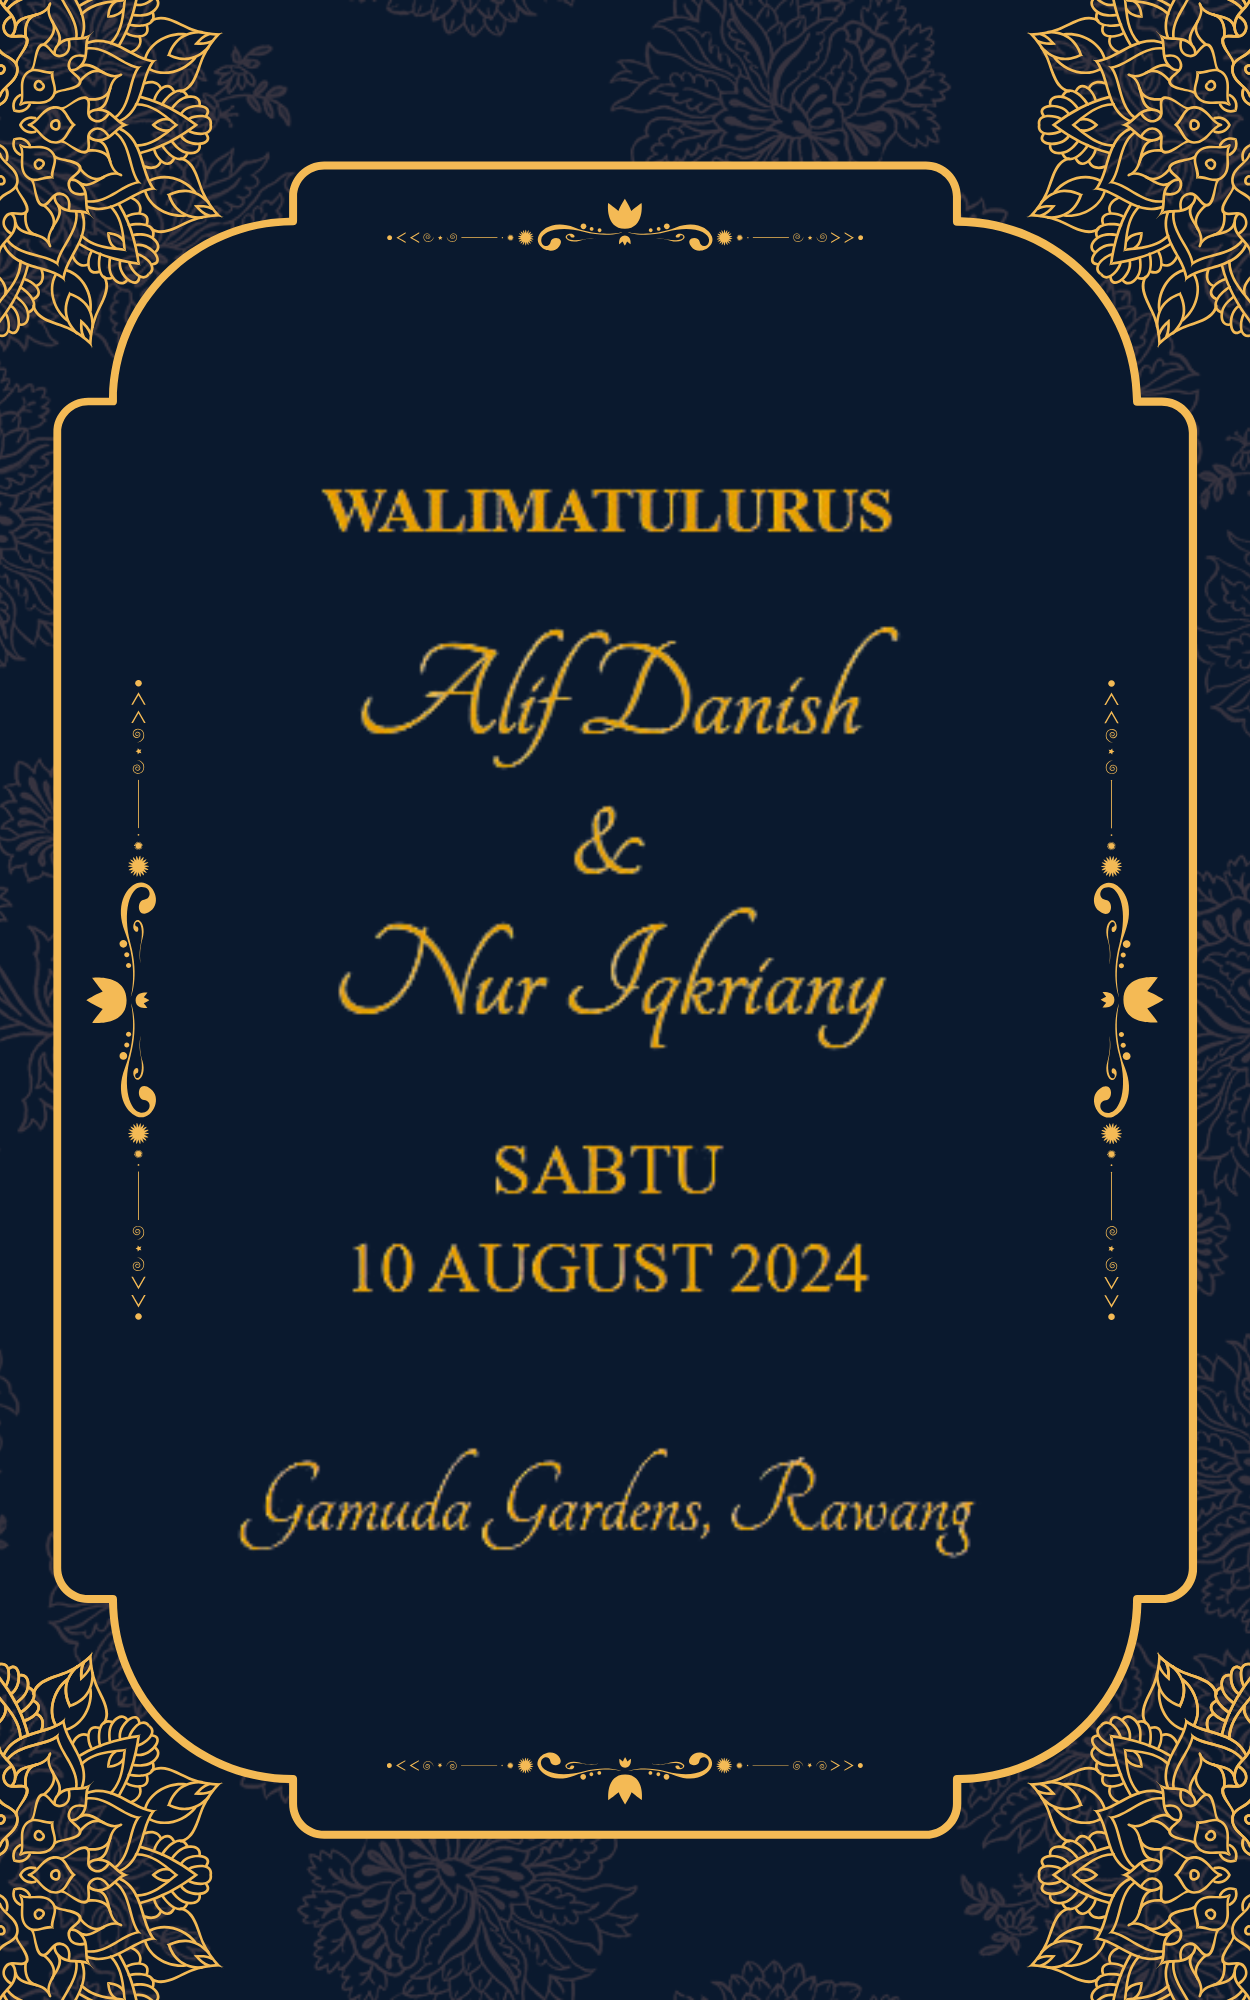 WALIMATULURUS
Alif Danish
&
Nur Iqkriany
SABTU
10 AUGUST 2024
Gamuda Gardens, Rawang